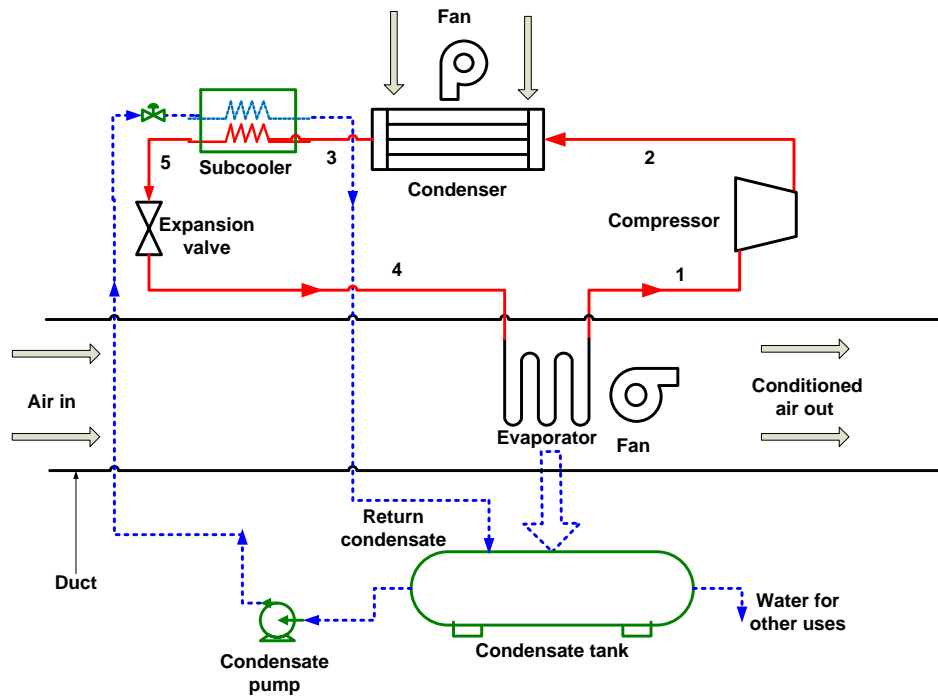 Fan
Subcooler
3
Condenser
2
5
Expansion
valve
Compressor
4
1
Air in
Evaporator
Fan
Conditioned
air out
Return
condensate
Duct
Condensate
pump
Condensate tank
Water for
other uses